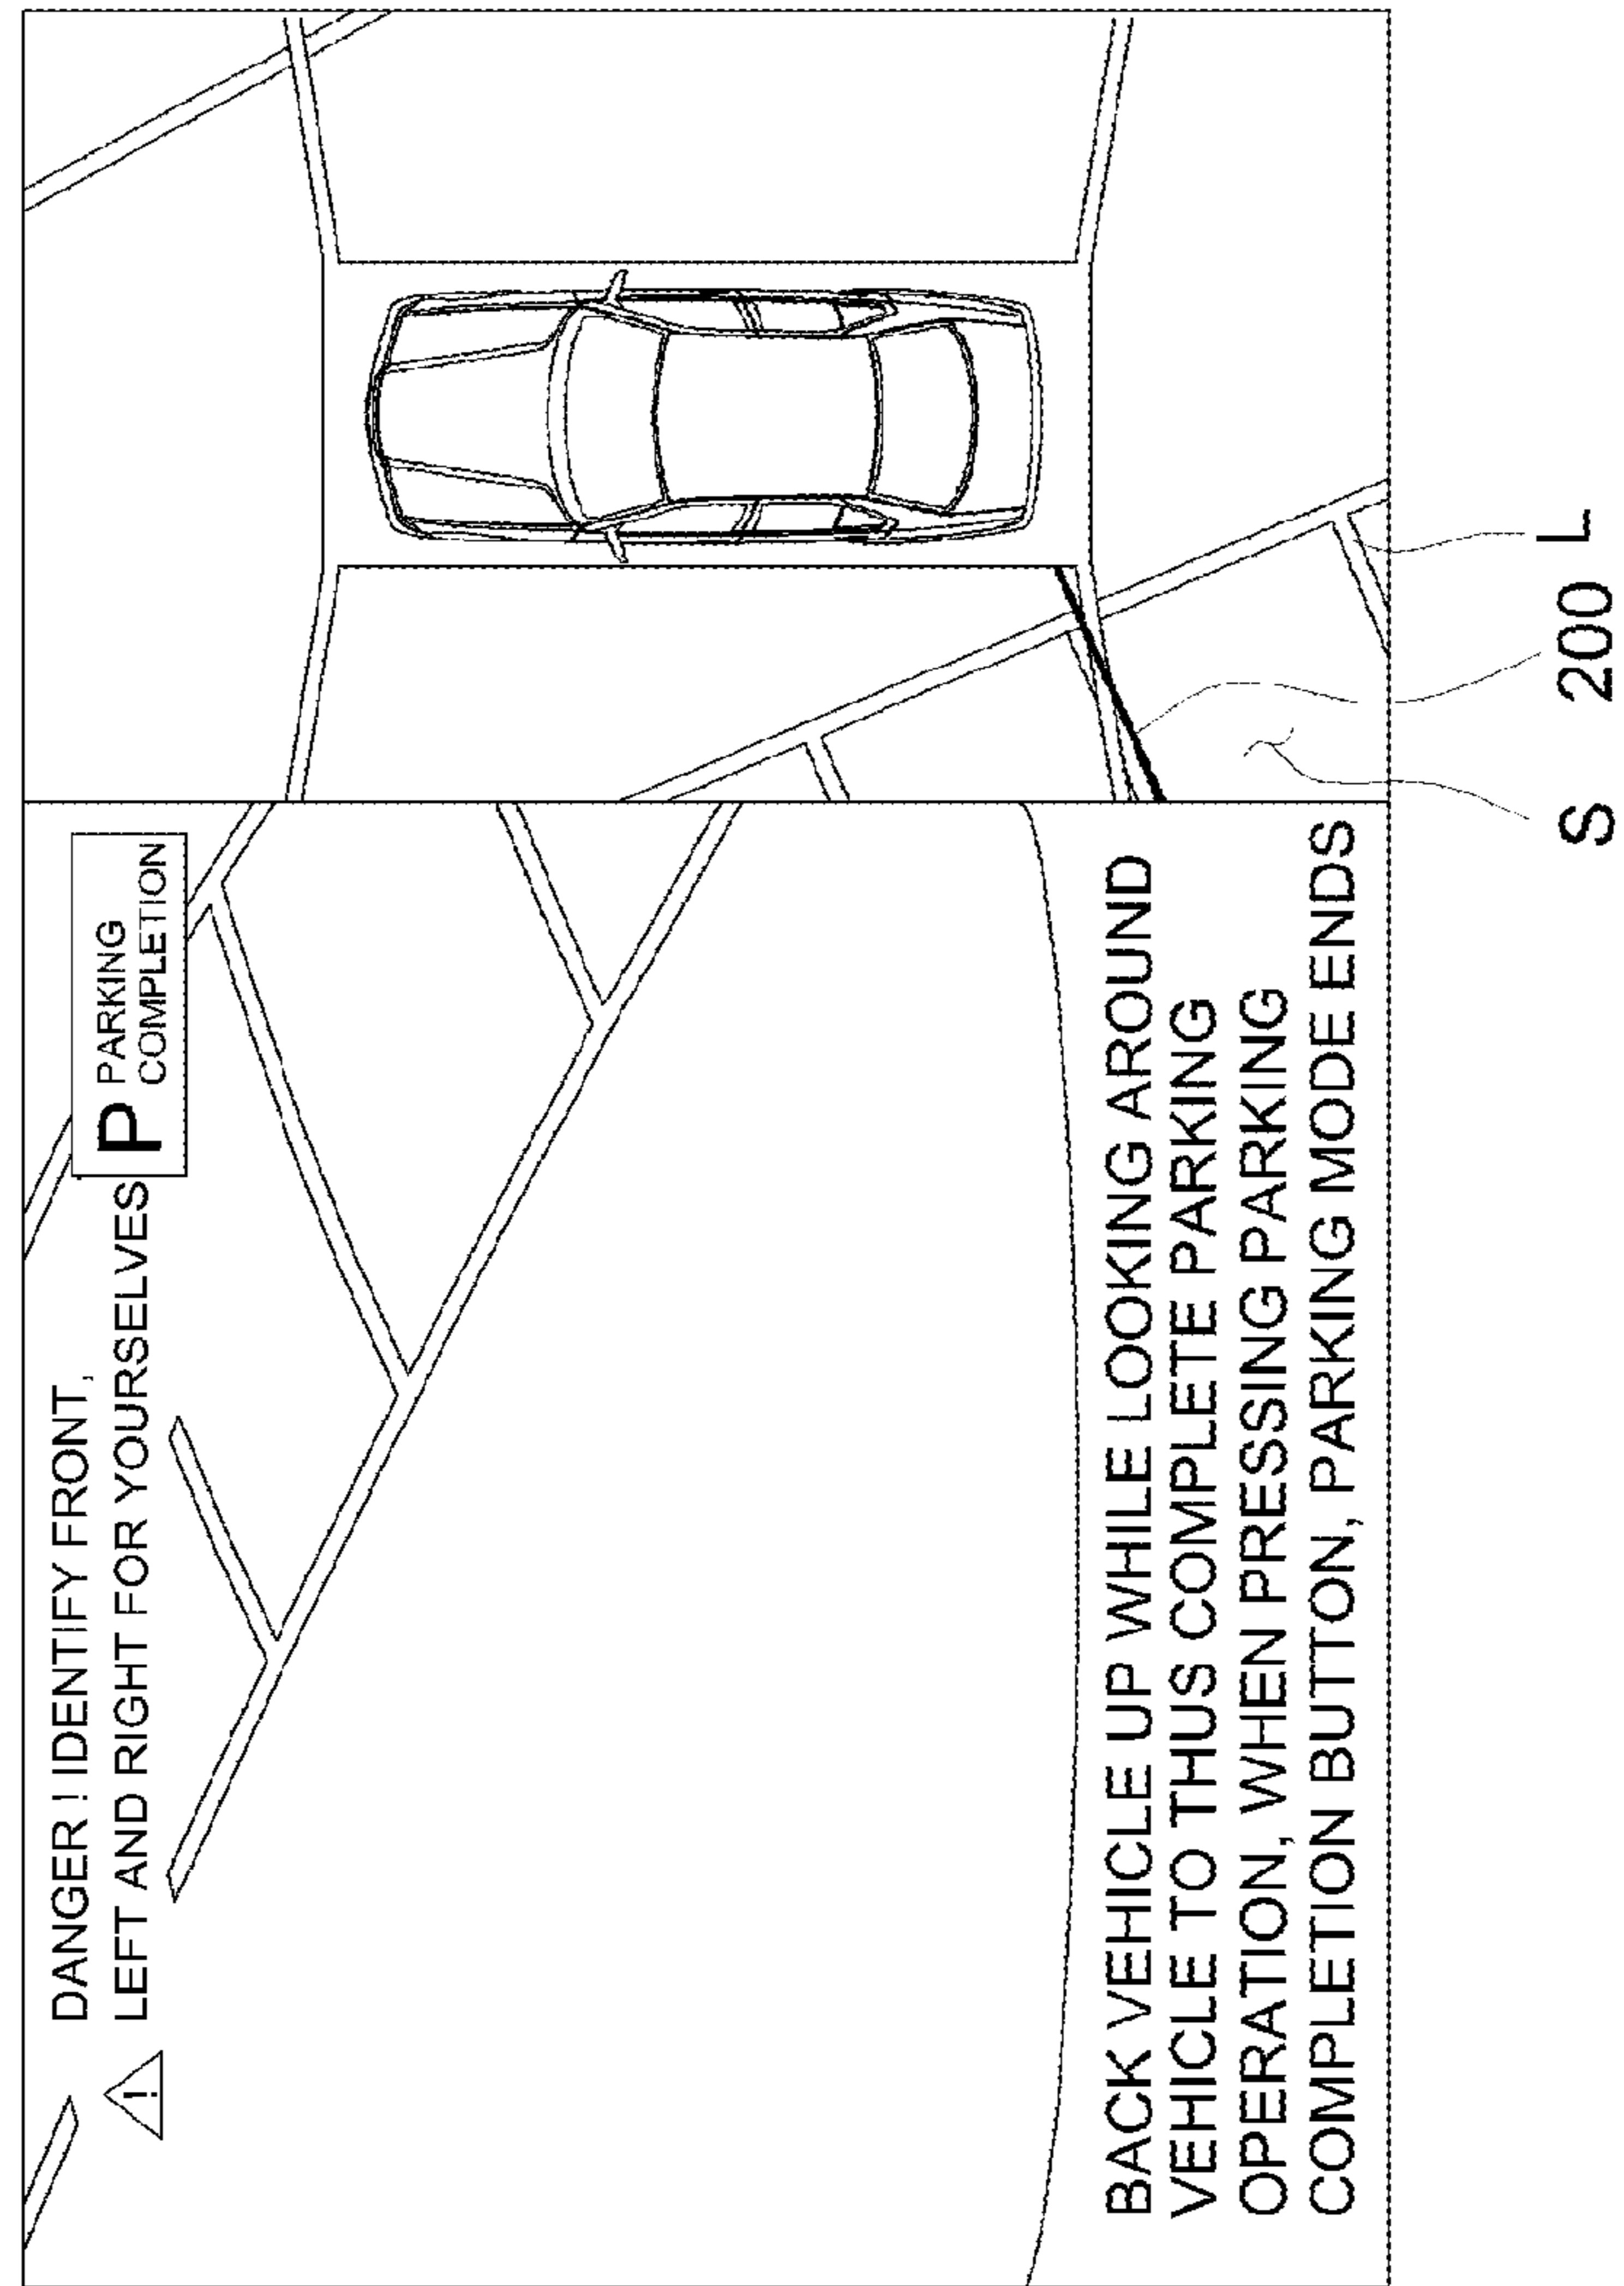 DANGER ! IDENTIFY FRONT,
LEFT AND RIGHT FOR YOURSELVES
P PARKING
COMPLETION
!
BACK VEHICLE UP WHILE LOOKING AROUND
VEHICLE TO THUS COMPLETE PARKING
OPERATION, WHEN PRESSING PARKING
COMPLETION BUTTON, PARKING MODE ENDS
S 200 L